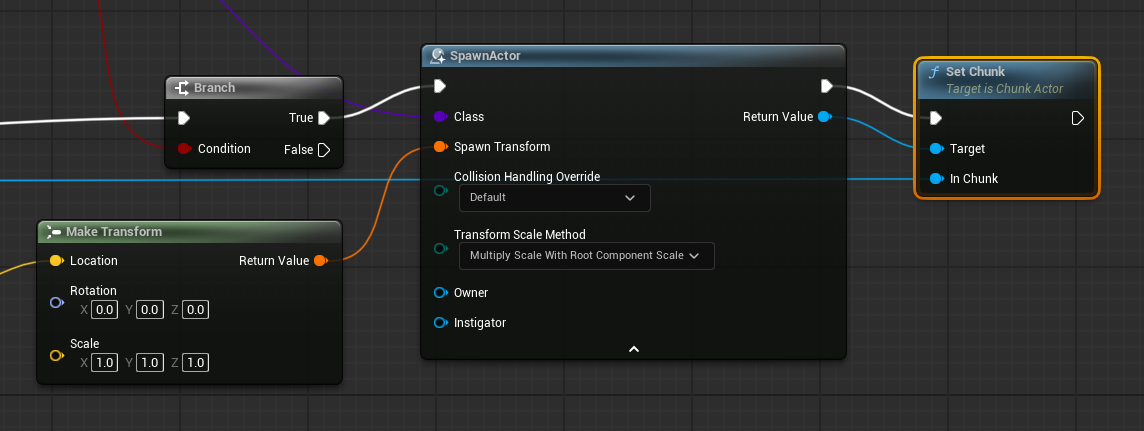 SpawnActor
Set Chunk
Target is Chunk Actor
Branch
True
Condition
False
Class
Return Value
Spawn Transform
Collision Handling Override
Default
Transform Scale Method
Multiply Scale With Root Component Scale
Owner
Instigator
Target
In Chunk
Make Transform
Location
Return Value
Rotation
X 0.0 Y 0.0 Z 0.0
Scale
X 1.0 Y 1.0 Z 1.0